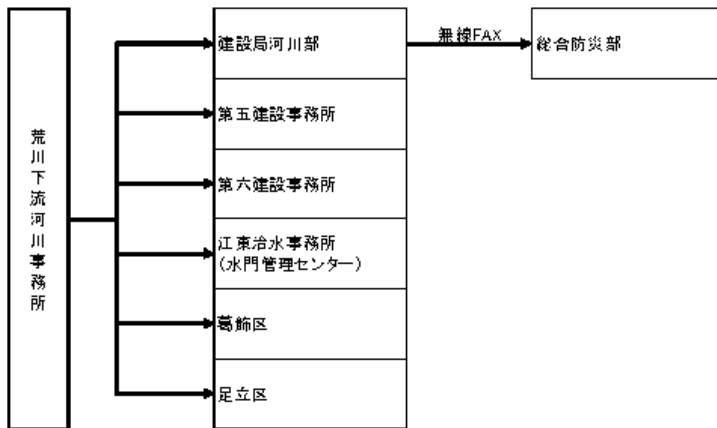 荒川下流河川事務所
建設局河川部
無線FAX
総合防災部
第五建設事務所
第六建設事務所
江東治水事務所
(水門管理センター)
葛飾区
足立区